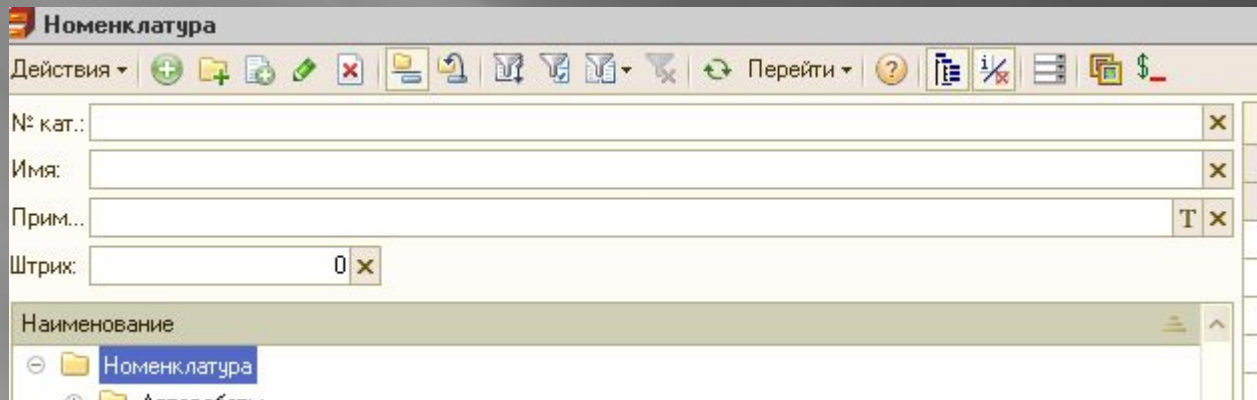 Номенклатура
Действия Перейти
№ кат.:
Имя:
Прим... T
Штрих: 0
Наименование
Номенклатура